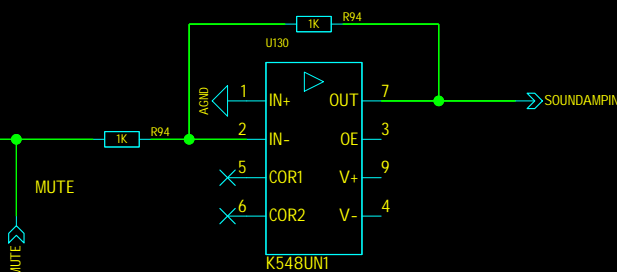 1K R94
U130
AGND 1 IN+ OUT 7 SOUNDAMPIN
1K R94 2 IN- OE 3
5 COR1 V+ 9
MUTE
6 COR2 V- 4
MUTE
K548UN1